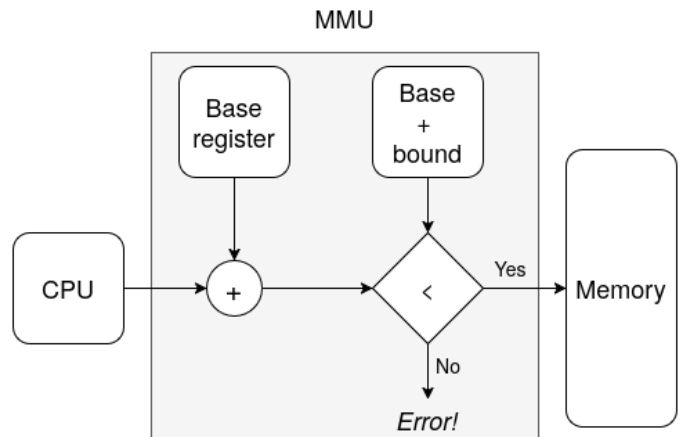 MMU
Base
register
Base
+
bound
CPU
+
<
Yes
Memory
No
Error!